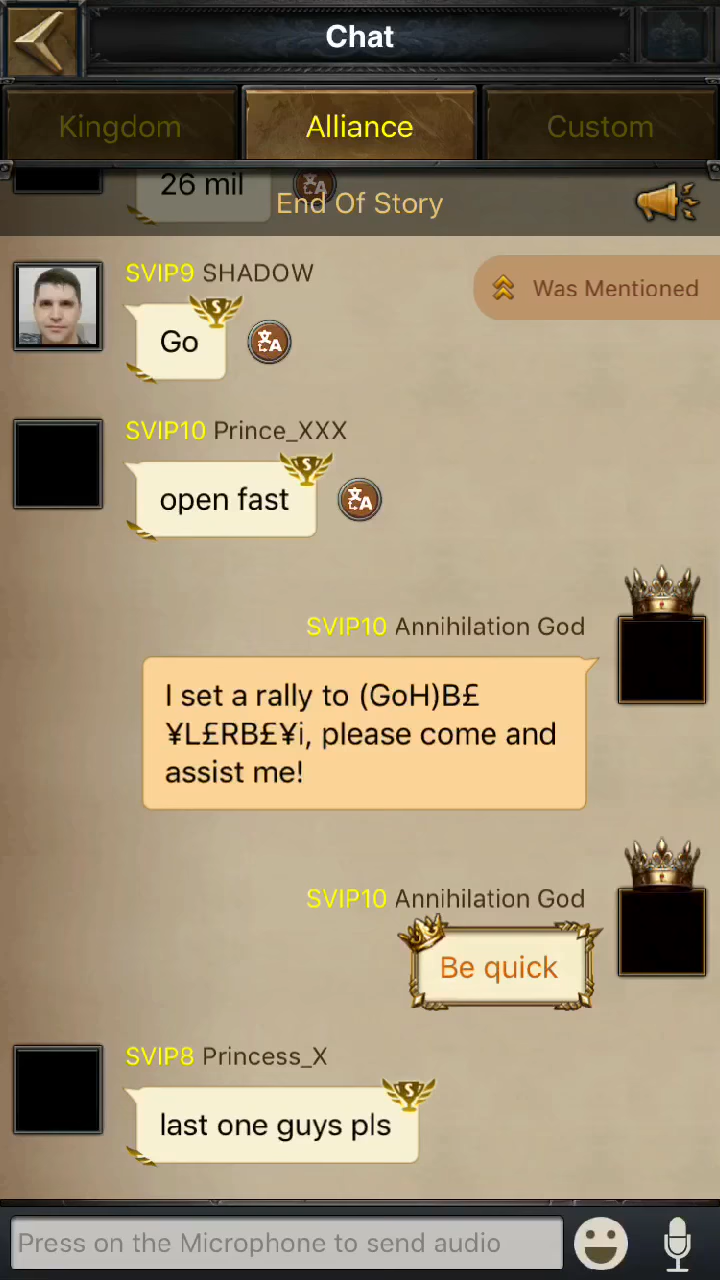 Chat
Kingdom
Alliance
Custom
26 mil
End Of Story
SVIP9 SHADOW
Was Mentioned
Go
SVIP10 Prince_XXX
open fast
SVIP10 Annihilation God
I set a rally to (GoH)B£
¥L£RB£¥i, please come and
assist me!
SVIP10 Annihilation God
Be quick
SVIP8 Princess_X
last one guys pls
Press on the Microphone to send audio